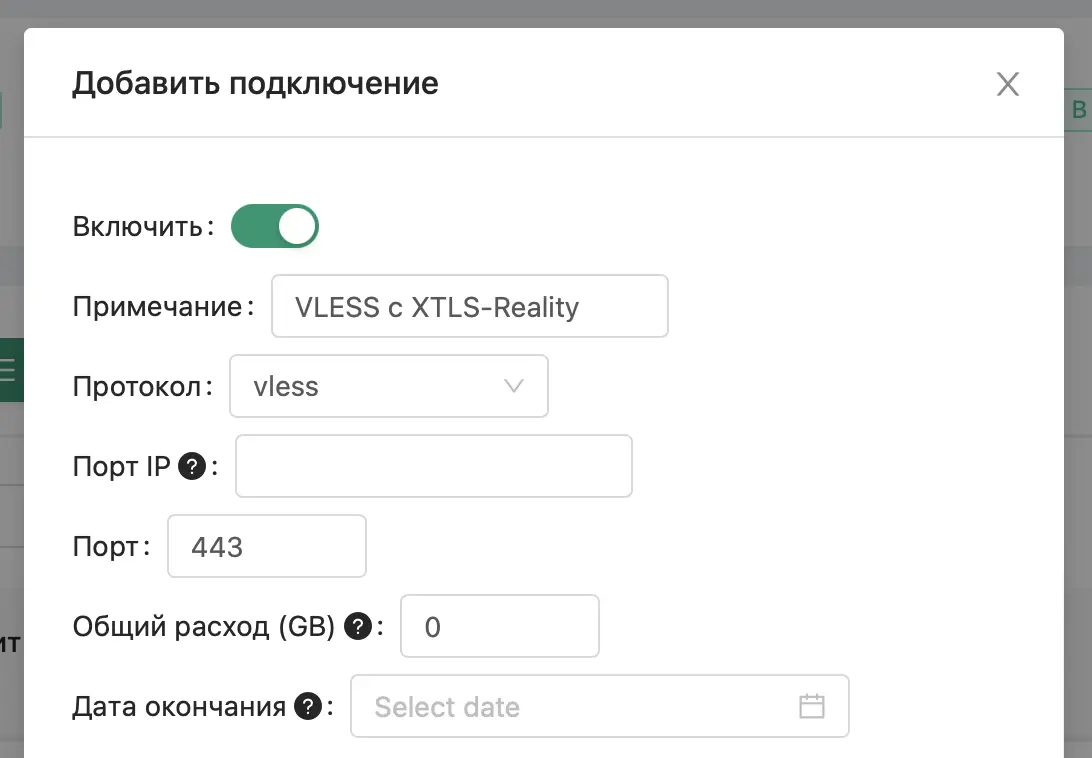 Добавить подключение
В
Включить:
Примечание: VLESS с XTLS-Reality
Протокол: vless
Порт IP ?:
Порт: 443
Общий расход (GB) ?: 0
ит
Дата окончания ?: Select date